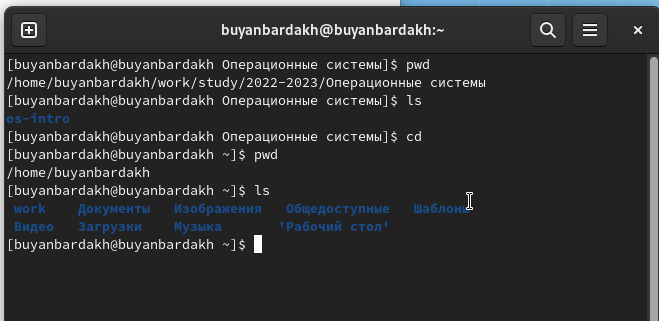 buyanbardakh@buyanbardakh:~
[buyanbardakh@buyanbardakh Операционные системы]$ pwd
/home/buyanbardakh/work/study/2022-2023/Операционные системы
[buyanbardakh@buyanbardakh Операционные системы]$ ls
os-intro
[buyanbardakh@buyanbardakh Операционные системы]$ cd
[buyanbardakh@buyanbardakh ~]$ pwd
/home/buyanbardakh
[buyanbardakh@buyanbardakh ~]$ ls
work Документы Изображения Общедоступные Шаблоны
Видео Загрузки Музыка 'Рабочий стол'
[buyanbardakh@buyanbardakh ~]$